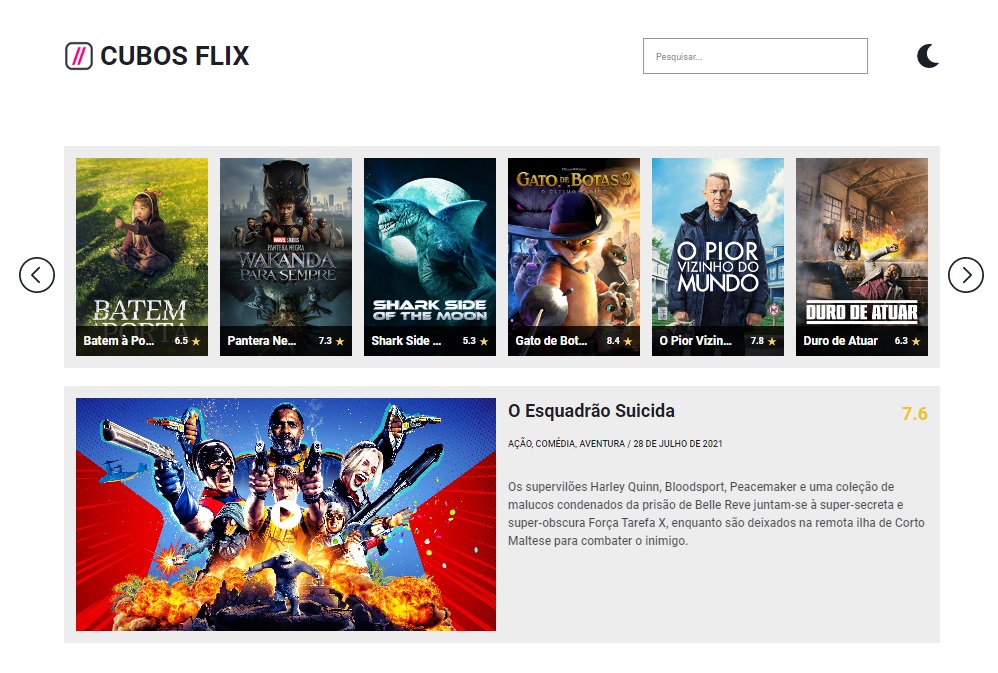 // CUBOS FLIX
Pesquisar...
BATEM
À PORTA
Batem à Po... 6.5 ★
MARVEL STUDIOS
PANTERA NEGRA
WAKANDA
PARA SEMPRE
Pantera Ne... 7.3 ★
SHARK SIDE
OF THE MOON
Shark Side ... 5.3 ★
GATO DE BOTAS 2
O ÚLTIMO PEDIDO
Gato de Bot... 8.4 ★
O PIOR
VIZINHO DO
MUNDO
O Pior Vizin... 7.8 ★
DURO DE ATUAR
Duro de Atuar 6.3 ★
O Esquadrão Suicida 7.6
AÇÃO, COMÉDIA, AVENTURA / 28 DE JULHO DE 2021
Os supervilões Harley Quinn, Bloodsport, Peacemaker e uma coleção de
malucos condenados da prisão de Belle Reve juntam-se à super-secreta e
super-obscura Força Tarefa X, enquanto são deixados na remota ilha de Corto
Maltese para combater o inimigo.